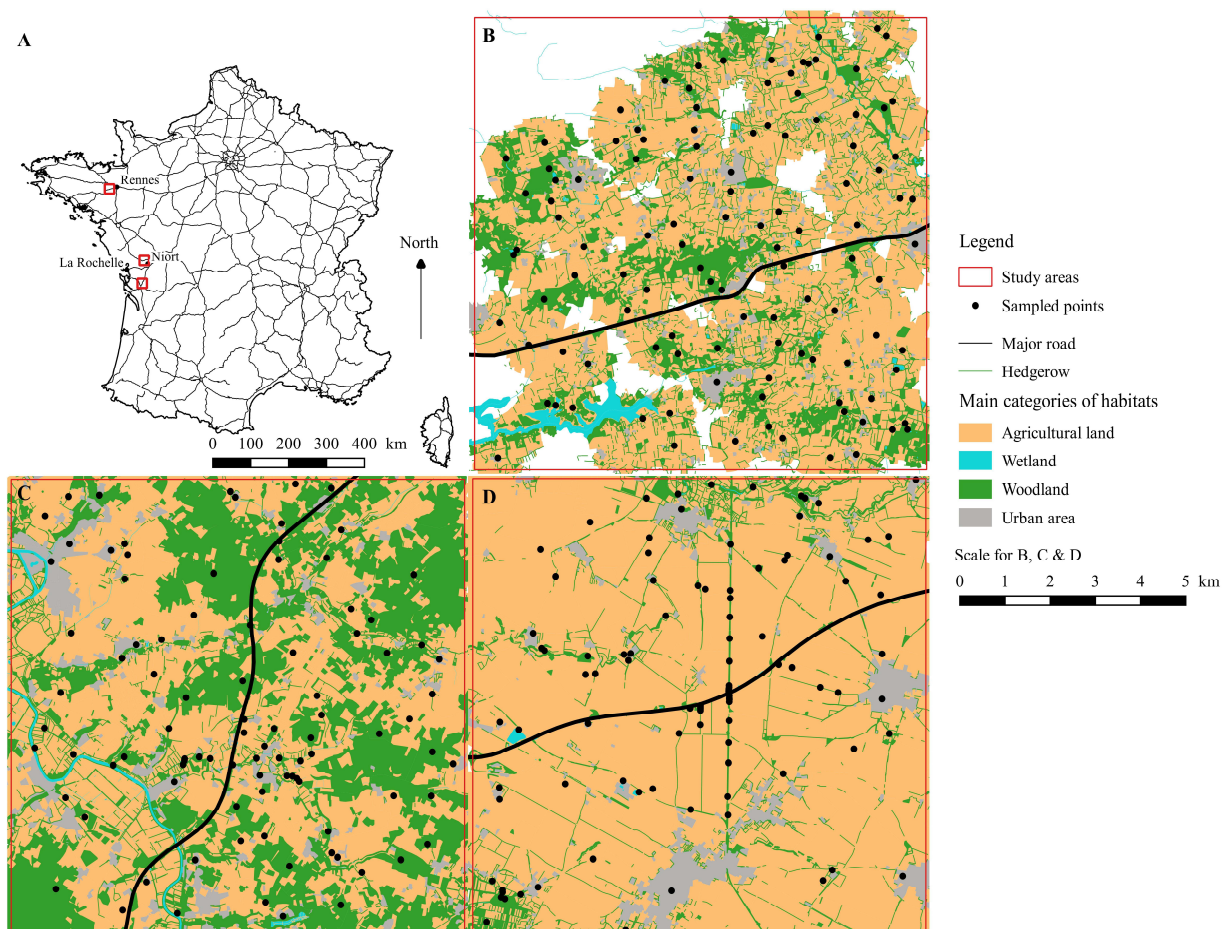 A
Rennes
La Rochelle
Niort
North
0 100 200 300 400 km
B
C
D
Legend
Study areas
Sampled points
Major road
Hedgerow
Main categories of habitats
Agricultural land
Wetland
Woodland
Urban area
Scale for B, C & D
0 1 2 3 4 5 km